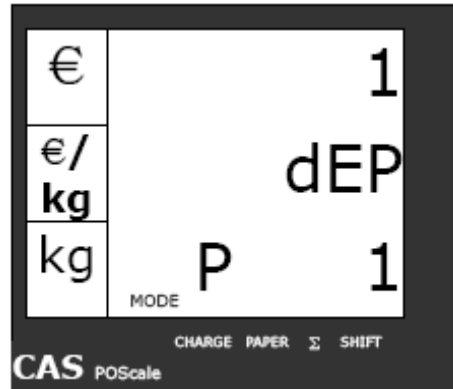 € 1
€/ kg dEP
kg P 1
MODE
CHARGE PAPER Σ SHIFT
CAS POScale